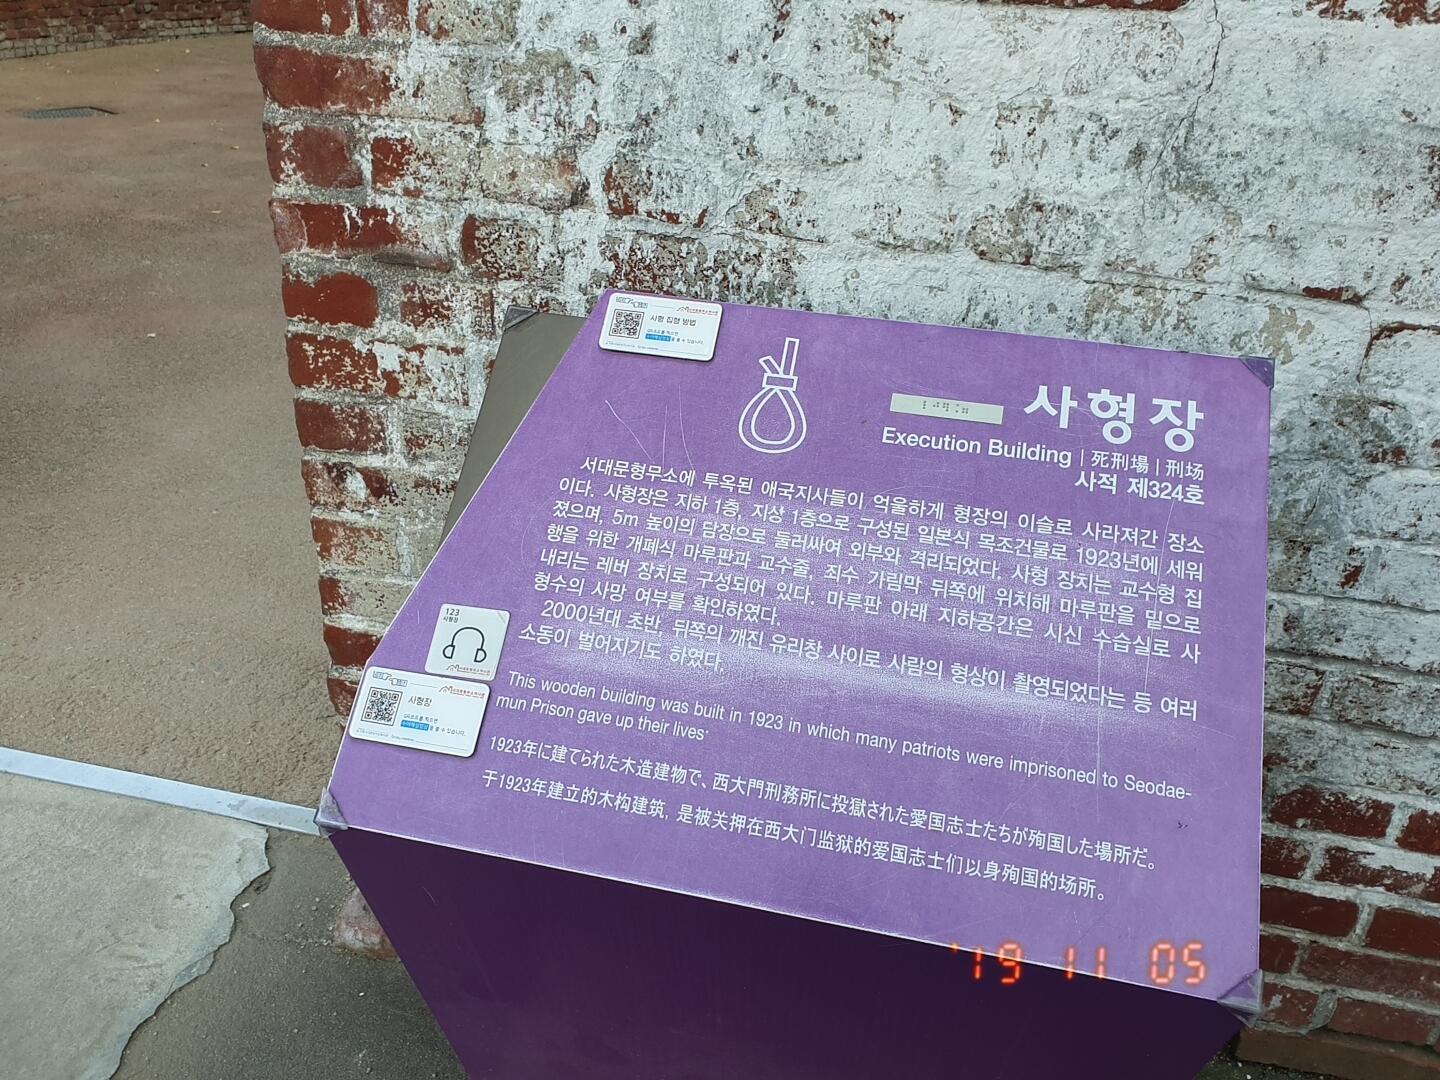 사형 집행 방법
QR코드를 찍으면
사형장
Execution Building | 死刑場 | 刑场
사적 제324호
서대문형무소에 투옥된 애국지사들이 억울하게 형장의 이슬로 사라져간 장소
이다. 사형장은 지하 1층, 지상 1층으로 구성된 일본식 목조건물로 1923년에 세워
졌으며, 5m 높이의 담장으로 둘러싸여 외부와 격리되었다. 사형 장치는 교수형 집
행을 위한 개폐식 마루판과 교수줄, 죄수 가림막 뒤쪽에 위치해 마루판을 밑으로
내리는 레버 장치로 구성되어 있다. 마루판 아래 지하공간은 시신 수습실로 사
형수의 사망 여부를 확인하였다.
2000년대 초반, 뒤쪽의 깨진 유리창 사이로 사람의 형상이 촬영되었다는 등 여러
소동이 벌어지기도 하였다.
This wooden building was built in 1923 in which many patriots were imprisoned to Seodae-
mun Prison gave up their lives.
1923年に建てられた木造建物で、西大門刑務所に投獄された愛国志士たちが殉国した場所だ。
于1923年建立的木构建筑, 是被关押在西大门监狱的爱国志士们以身殉国的场所。
123
사형장
사형장
QR코드를 찍으면
'19 11 05